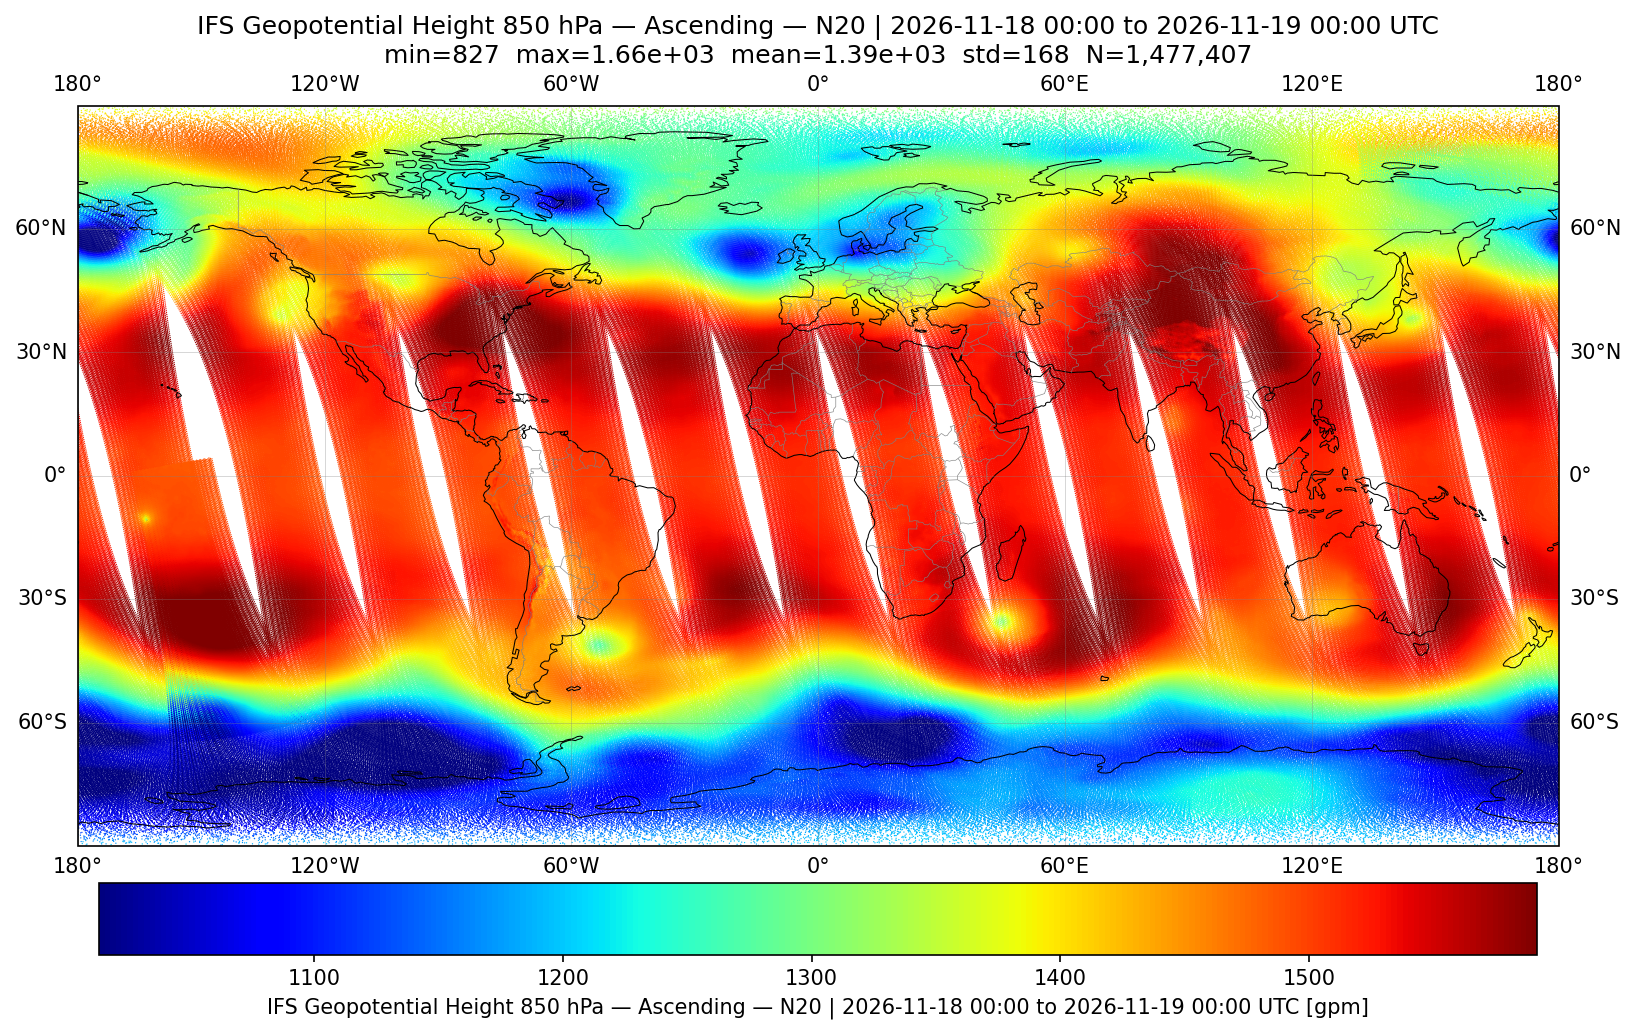 IFS Geopotential Height 850 hPa — Ascending — N20 | 2026-11-18 00:00 to 2026-11-19 00:00 UTC
min=827 max=1.66e+03 mean=1.39e+03 std=168 N=1,477,407
180° 120°W 60°W 0° 60°E 120°E 180°
60°N 60°N
30°N 30°N
0° 0°
30°S 30°S
60°S 60°S
180° 120°W 60°W 0° 60°E 120°E 180°
1100 1200 1300 1400 1500
IFS Geopotential Height 850 hPa — Ascending — N20 | 2026-11-18 00:00 to 2026-11-19 00:00 UTC [gpm]